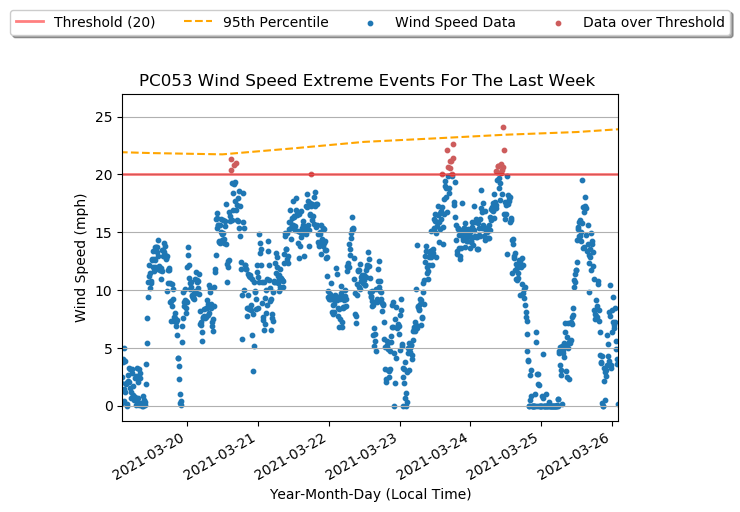 Threshold (20) 95th Percentile Wind Speed Data Data over Threshold
PC053 Wind Speed Extreme Events For The Last Week
Wind Speed (mph)
25
20
15
10
5
0
2021-03-20 2021-03-21 2021-03-22 2021-03-23 2021-03-24 2021-03-25 2021-03-26
Year-Month-Day (Local Time)